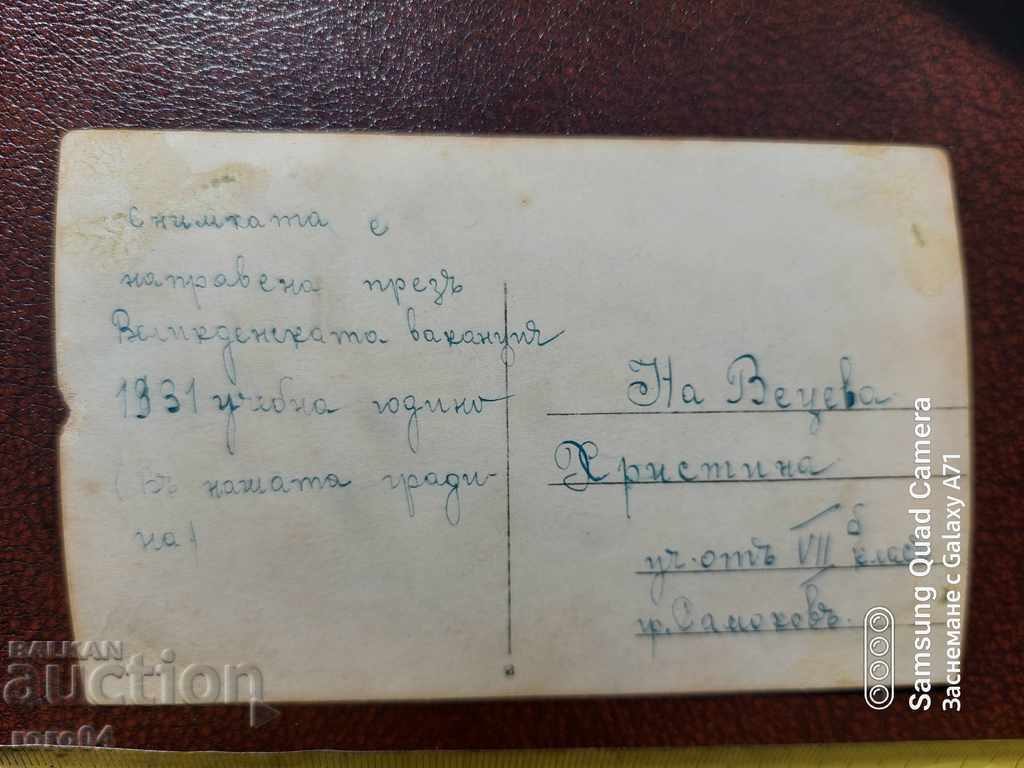 Снимката е
направена презъ
Великденската ваканция
1931 учебна година
(въ нашата гради-
на)
На Вецева
Христина
уч. отъ VII б класъ
гр. Самоковъ.
BALKAN
auction
roro04
Samsung Quad Camera
Заснемане с Galaxy A71